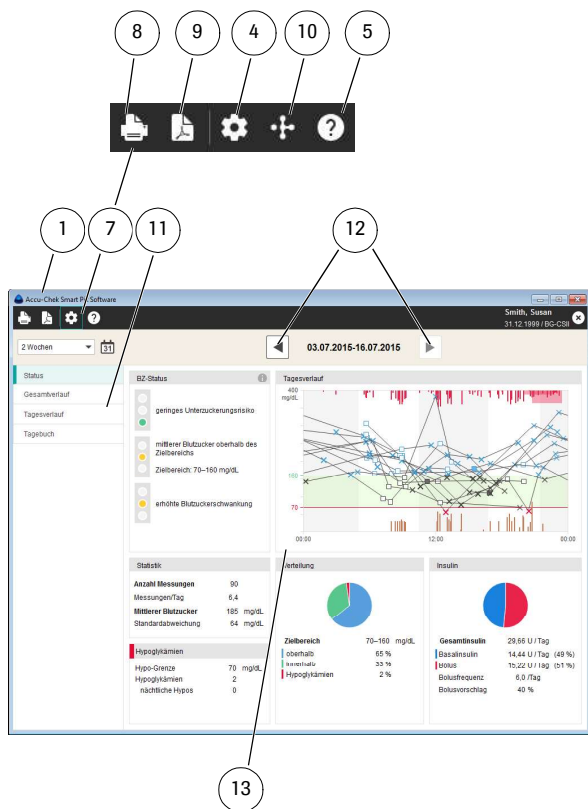 8 9 4 10 5
1 7 11 12
Accu-Chek Smart Pix Software
Smith, Susan
31.12.1999 / BG-CSII
2 Wochen
31
03.07.2015-16.07.2015
Status
Gesamtverlauf
Tagesverlauf
Tagebuch
BZ-Status
geringes Unterzuckerungsrisiko
mittlerer Blutzucker oberhalb des
Zielbereichs
Zielbereich: 70–160 mg/dL
erhöhte Blutzuckerschwankung
Tagesverlauf
400
mg/dL
160
70
00:00 12:00 00:00
Statistik
Anzahl Messungen 90
Messungen/Tag 6,4
Mittlerer Blutzucker 185 mg/dL
Standardabweichung 64 mg/dL
Hypoglykämien
Hypo-Grenze 70 mg/dL
Hypoglykämien 2
nächtliche Hypos 0
Verteilung
Zielbereich 70–160 mg/dL
oberhalb 65 %
innerhalb 33 %
Hypoglykämien 2 %
Insulin
Gesamtinsulin 29,66 U / Tag
Basalinsulin 14,44 U / Tag (49 %)
Bolus 15,22 U / Tag (51 %)
Bolusfrequenz 6,0 /Tag
Bolusvorschlag 40 %
13